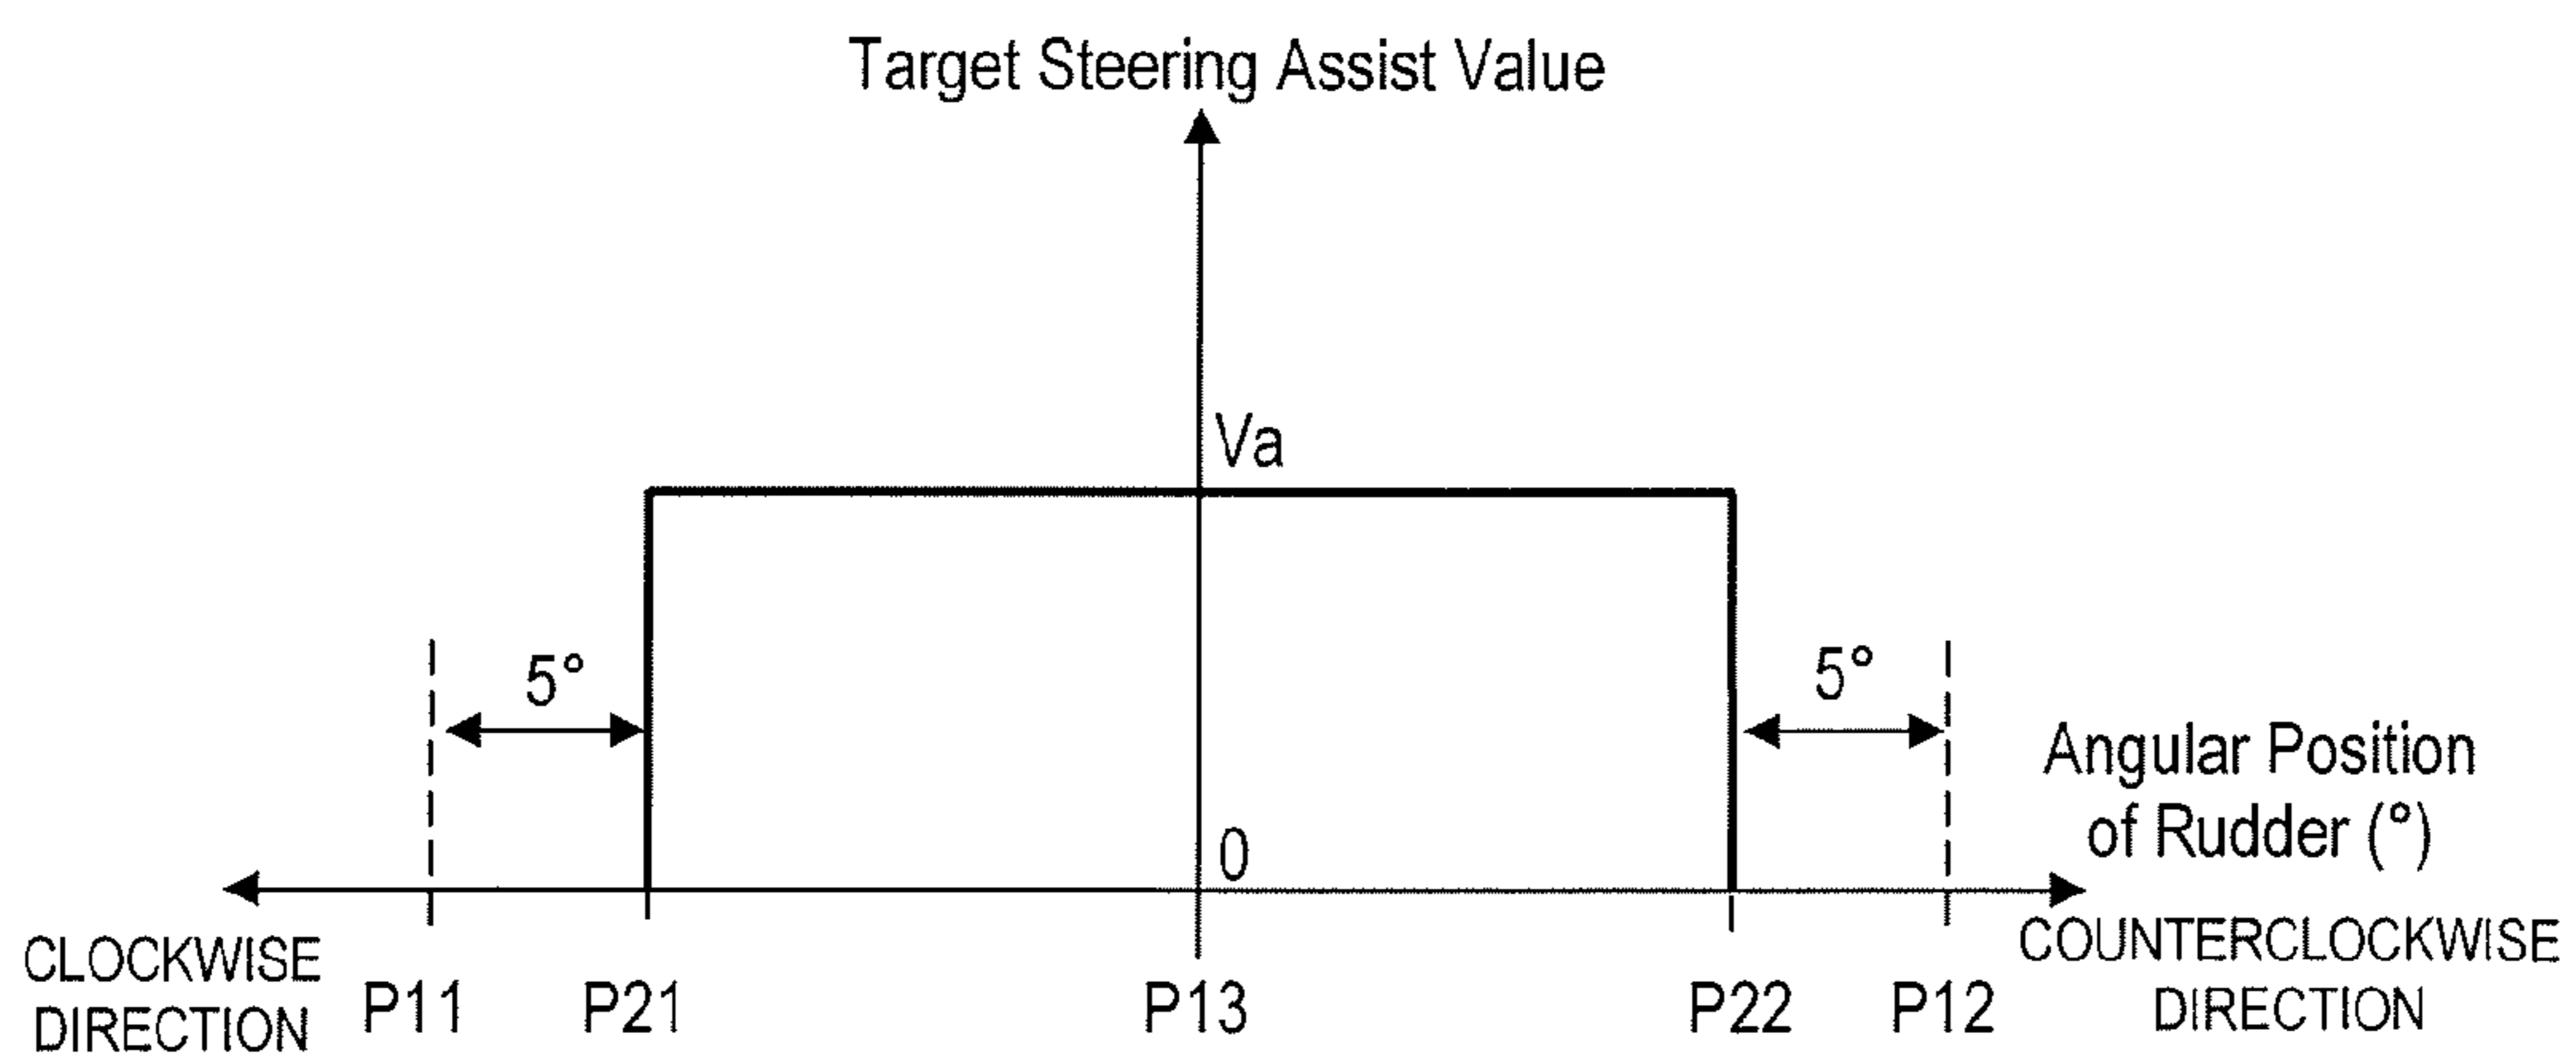 Target Steering Assist Value
Va
5°
5°
Angular Position
of Rudder (°)
0
CLOCKWISE
DIRECTION
P11
P21
P13
P22
P12
COUNTERCLOCKWISE
DIRECTION